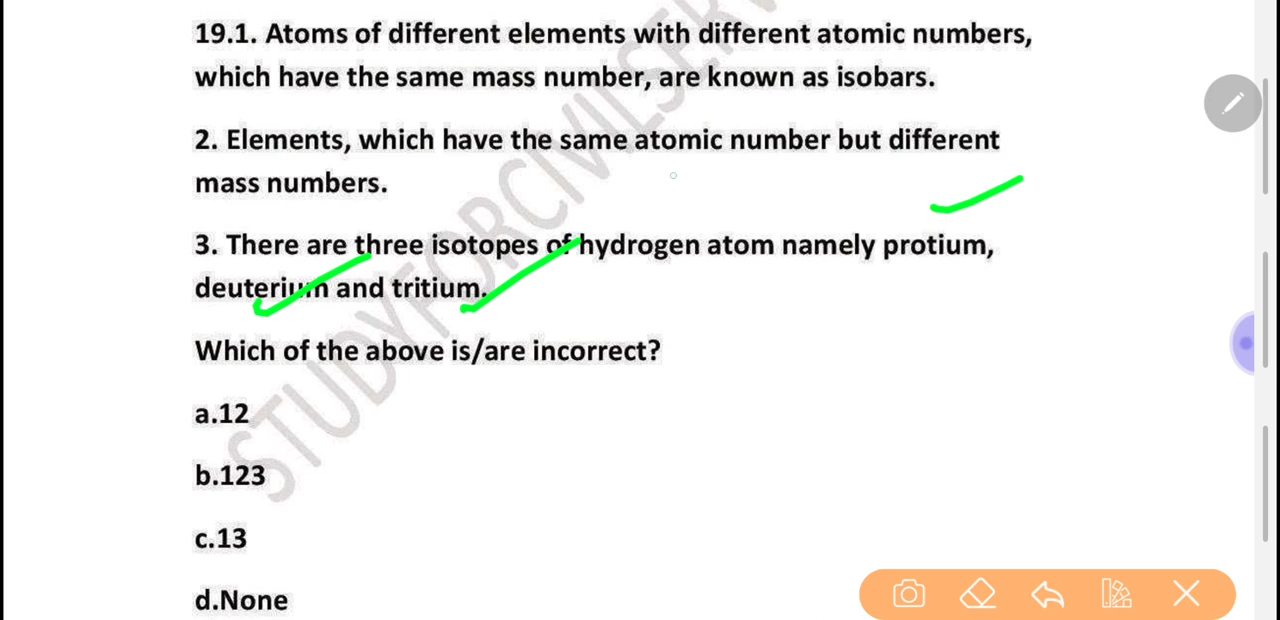 19.1. Atoms of different elements with different atomic numbers,
which have the same mass number, are known as isobars.
2. Elements, which have the same atomic number but different
mass numbers.
3. There are three isotopes of hydrogen atom namely protium,
deuterium and tritium.
Which of the above is/are incorrect?
a.12
b.123
c.13
d.None
STUDYFORCIVILSERV